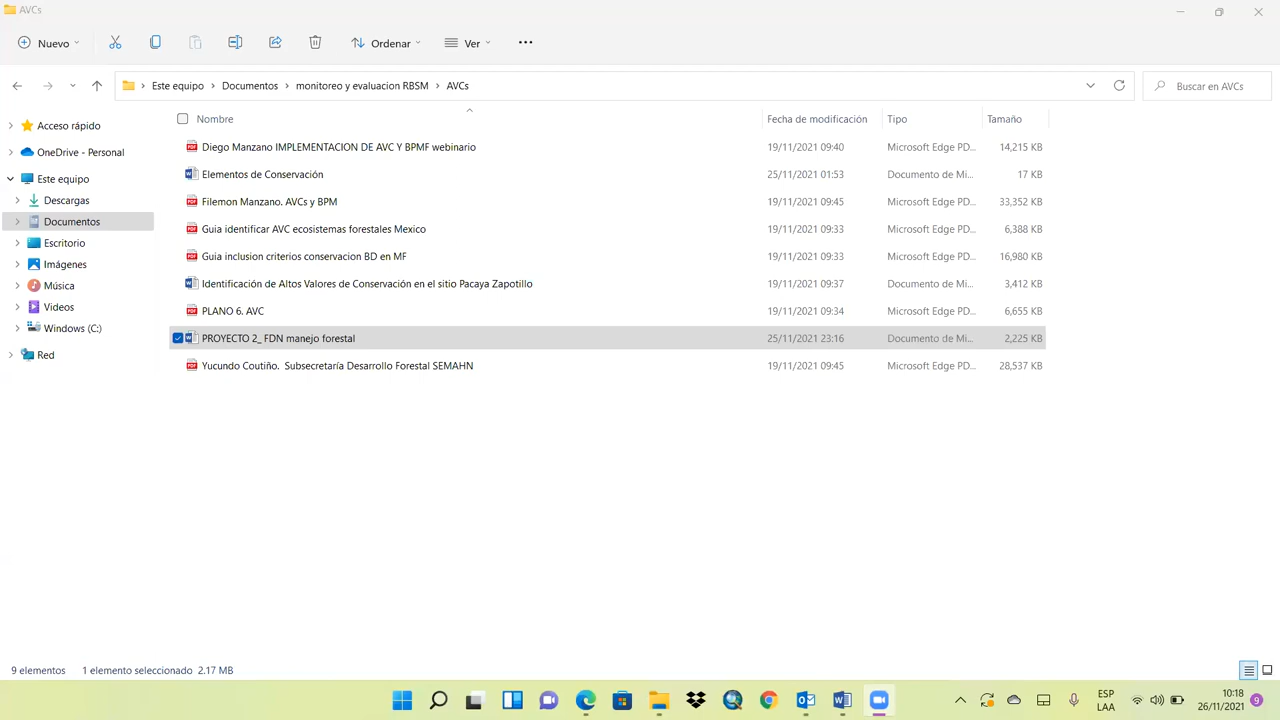 AVCs
Nuevo Ordenar Ver
Este equipo Documentos monitoreo y evaluacion RBSM AVCs Buscar en AVCs
Nombre Fecha de modificación Tipo Tamaño
Acceso rápido
OneDrive - Personal
Este equipo
Descargas
Documentos
Escritorio
Imágenes
Música
Videos
Windows (C:)
Red
Diego Manzano IMPLEMENTACION DE AVC Y BPMF webinario 19/11/2021 09:40 Microsoft Edge PD... 14,215 KB
Elementos de Conservación 25/11/2021 01:53 Documento de Mi... 17 KB
Filemon Manzano. AVCs y BPM 19/11/2021 09:45 Microsoft Edge PD... 33,352 KB
Guia identificar AVC ecosistemas forestales Mexico 19/11/2021 09:33 Microsoft Edge PD... 6,388 KB
Guia inclusion criterios conservacion BD en MF 19/11/2021 09:33 Microsoft Edge PD... 16,980 KB
Identificación de Altos Valores de Conservación en el sitio Pacaya Zapotillo 19/11/2021 09:37 Documento de Mi... 3,412 KB
PLANO 6. AVC 19/11/2021 09:34 Microsoft Edge PD... 6,655 KB
PROYECTO 2_ FDN manejo forestal 25/11/2021 23:16 Documento de Mi... 2,225 KB
Yucundo Coutiño. Subsecretaría Desarrollo Forestal SEMAHN 19/11/2021 09:45 Microsoft Edge PD... 28,537 KB
9 elementos 1 elemento seleccionado 2.17 MB
ESP
LAA
10:18
26/11/2021
9